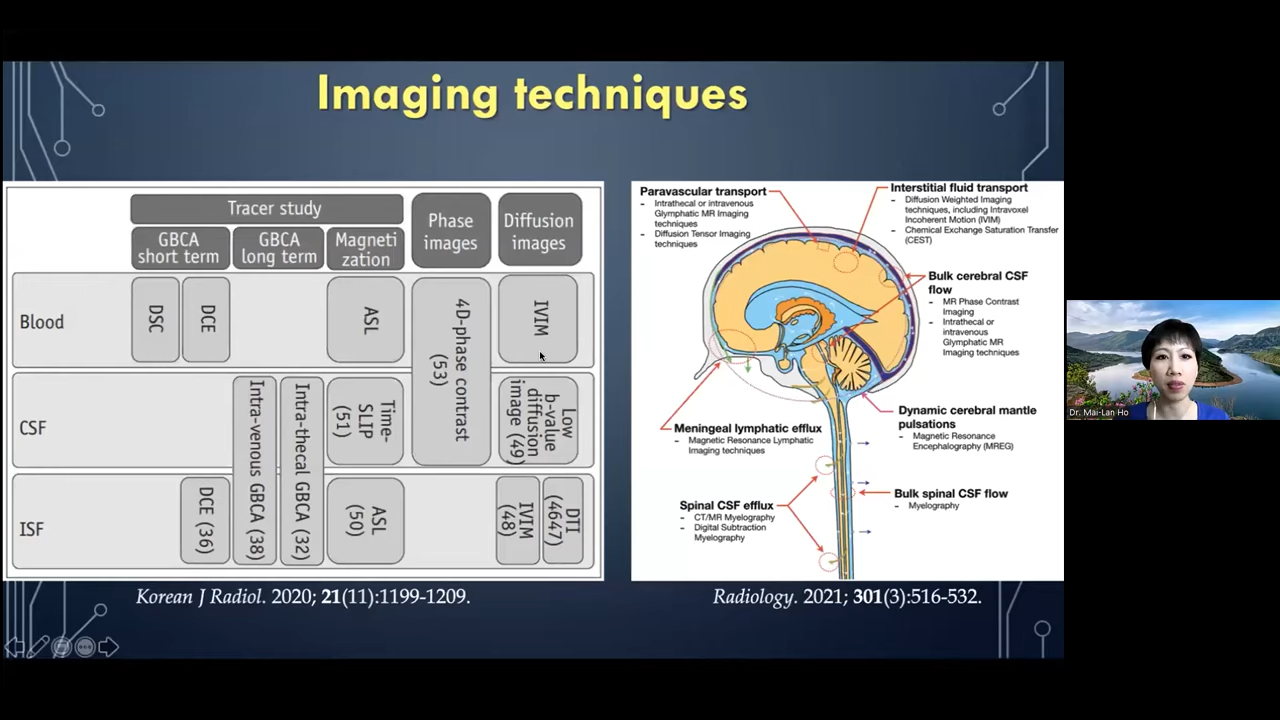 Imaging techniques
Tracer study
Phase
images
Diffusion
images
GBCA
short term
GBCA
long term
Magneti
zation
Blood
DSC
DCE
ASL
4D-phase contrast
(53)
IVIM
CSF
Intra-venous GBCA (38)
Intra-thecal GBCA (32)
Time-
SLIP
(51)
Low
b-value
diffusion
image (49)
ISF
DCE (36)
ASL
(50)
IVIM
(48)
DTI
(4647)
Korean J Radiol. 2020; 21(11):1199-1209.
Paravascular transport
- Intrathecal or intravenous
Glymphatic MR Imaging
techniques
- Diffusion Tensor Imaging
techniques
Interstitial fluid transport
- Diffusion Weighted Imaging
techniques, including Intravoxel
Incoherent Motion (IVIM)
- Chemical Exchange Saturation Transfer
(CEST)
Bulk cerebral CSF
flow
- MR Phase Contrast
Imaging
- Intrathecal or
intravenous
Glymphatic MR
Imaging techniques
Meningeal lymphatic efflux
- Magnetic Resonance Lymphatic
Imaging techniques
Dynamic cerebral mantle
pulsations
- Magnetic Resonance
Encephalography (MREG)
Spinal CSF efflux
- CT/MR Myelography
- Digital Subtraction
Myelography
Bulk spinal CSF flow
- Myelography
Radiology. 2021; 301(3):516-532.
Dr. Mai-Lan Ho